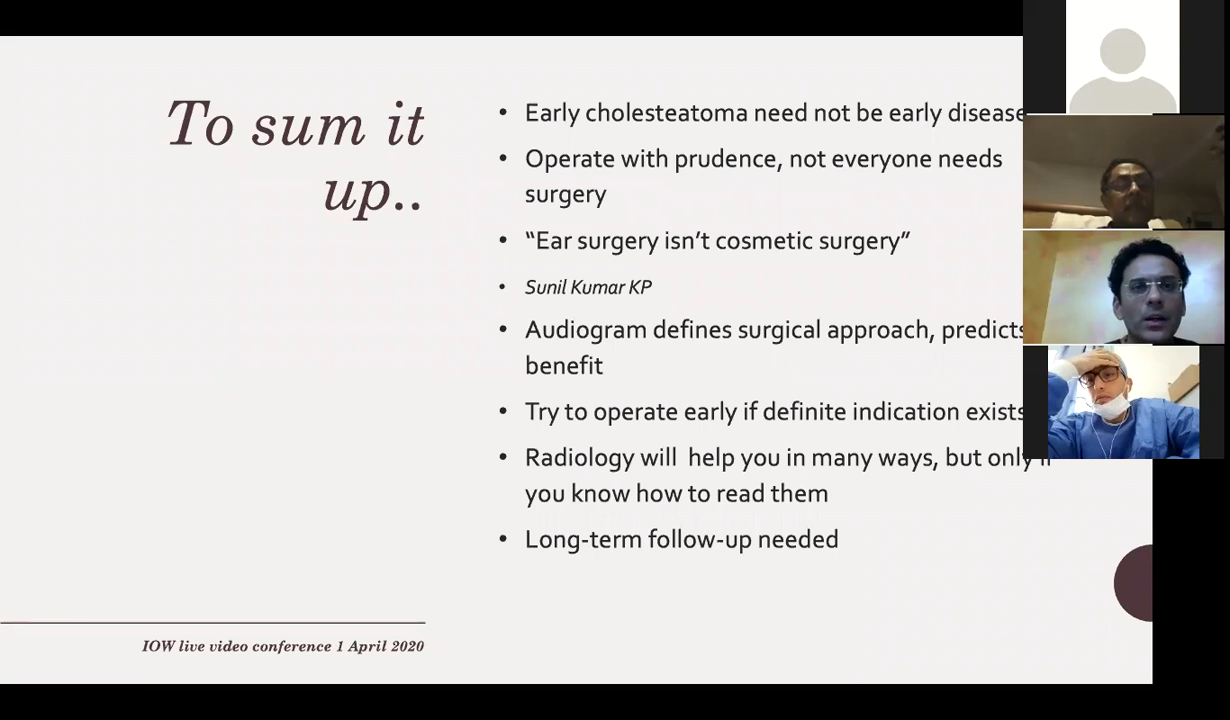 To sum it
up..
• Early cholesteatoma need not be early disease
• Operate with prudence, not everyone needs
surgery
• “Ear surgery isn’t cosmetic surgery”
• Sunil Kumar KP
• Audiogram defines surgical approach, predicts
benefit
• Try to operate early if definite indication exists
• Radiology will  help you in many ways, but only if
you know how to read them
• Long-term follow-up needed
IOW live video conference 1 April 2020